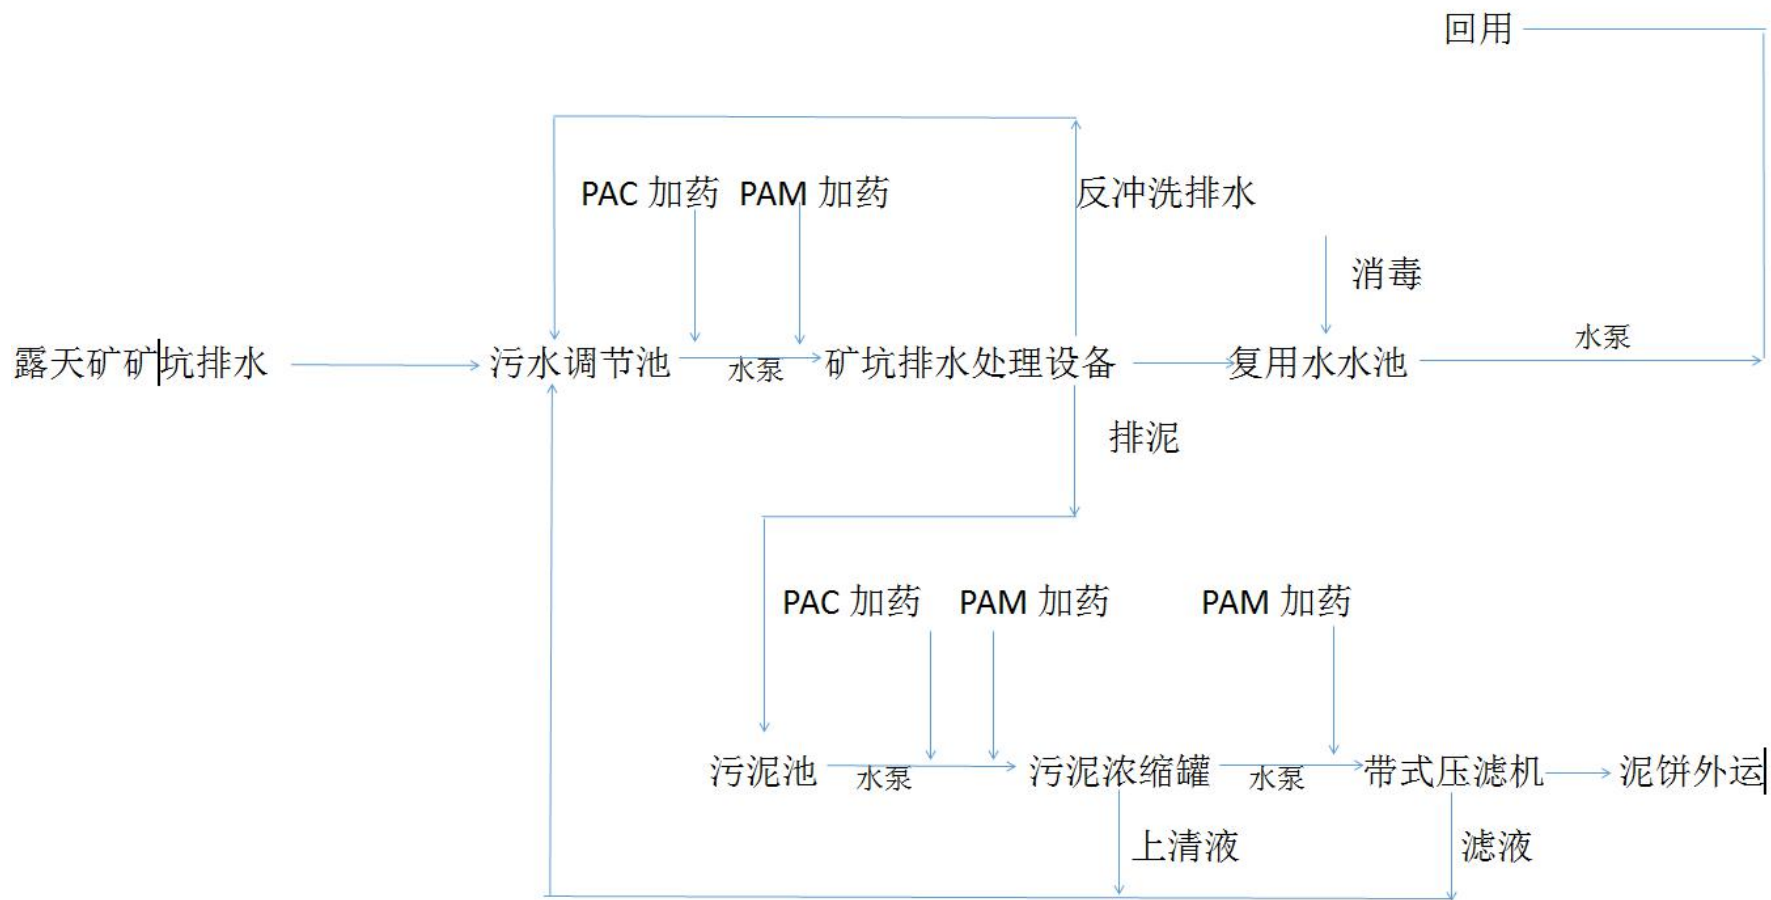 回用
PAC 加药 PAM 加药 反冲洗排水
消毒
水泵
露天矿矿坑排水 污水调节池 水泵 矿坑排水处理设备 复用水水池
排泥
PAC 加药 PAM 加药 PAM 加药
污泥池 水泵 污泥浓缩罐 水泵 带式压滤机 泥饼外运
上清液 滤液